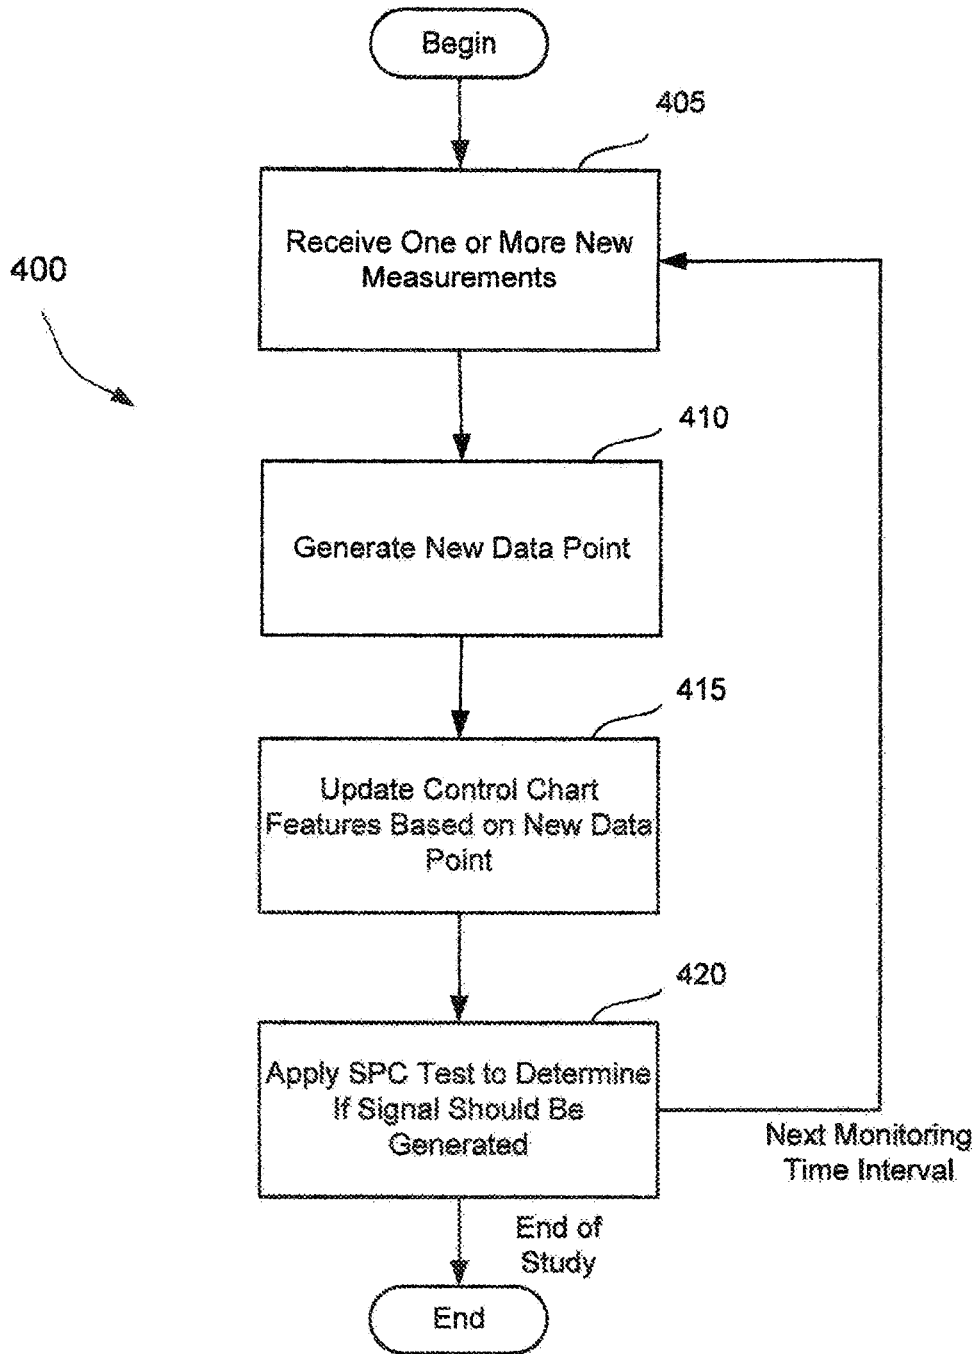 Begin
405
Receive One or More New
Measurements
400
410
Generate New Data Point
415
Update Control Chart
Features Based on New Data
Point
420
Apply SPC Test to Determine
If Signal Should Be
Generated
Next Monitoring
Time Interval
End of
Study
End